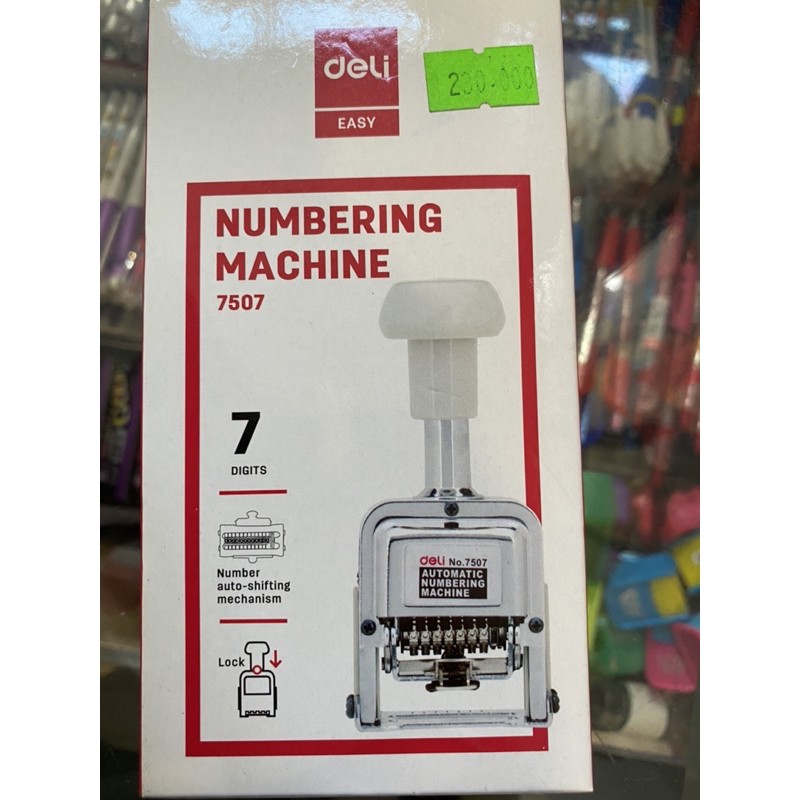 deli
EASY
230.000
NUMBERING
MACHINE
7507
7
DIGITS
Number
auto-shifting
mechanism
Lock
deli No.7507
AUTOMATIC
NUMBERING
MACHINE